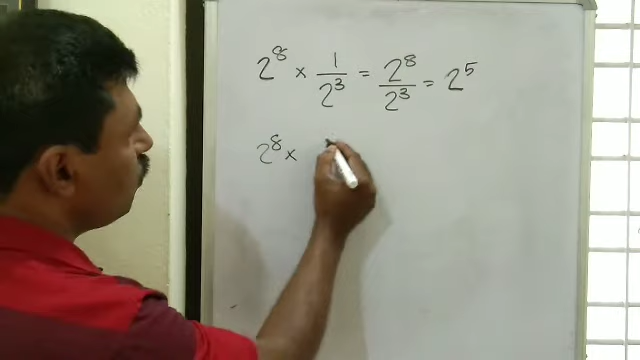 2⁸ × 1/2³ = 2⁸/2³ = 2⁵
2⁸ ×